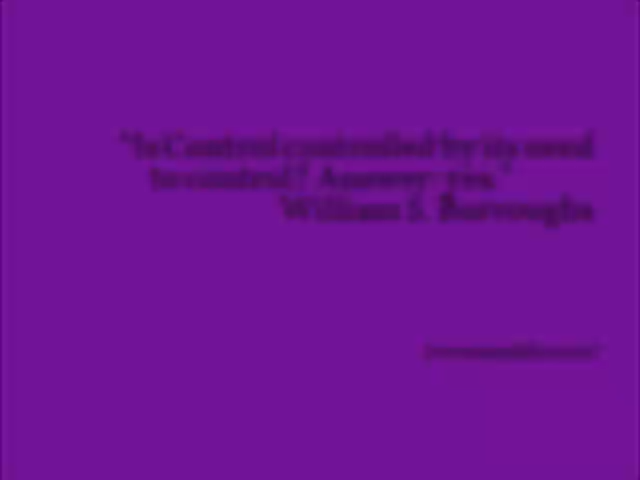 "Is Control controlled by its need
to control? Answer: yes."
William S. Burroughs